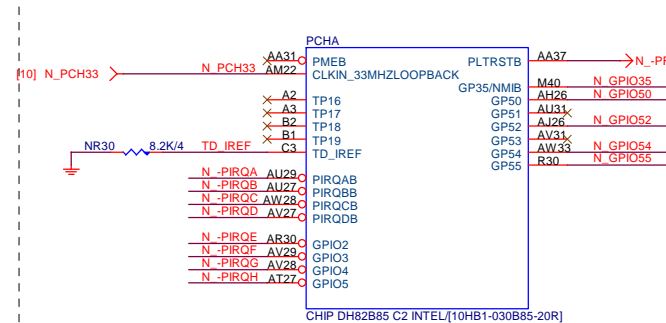 PCHA
AA31 PMEB PLTRSTB AA37 N_-PF
[10] N_PCH33 N_PCH33 AM22 CLKIN_33MHZLOOPBACK
GP35/NMIB M40 N_GPIO35
A2 TP16 GP50 AH26 N_GPIO50
A3 TP17 GP51 AU31
B2 TP18 GP52 AJ26 N_GPIO52
B1 TP19 GP53 AV31
NR30 8.2K/4 TD_IREF C3 TD_IREF GP54 AW33 N_GPIO54
GP55 R30 N_GPIO55
N_-PIRQA AU29 PIRQAB
N_-PIRQB AU27 PIRQBB
N_-PIRQC AW28 PIRQCB
N_-PIRQD AV27 PIRQDB
N_-PIRQE AR30 GPIO2
N_-PIRQF AV29 GPIO3
N_-PIRQG AV28 GPIO4
N_-PIRQH AT27 GPIO5
CHIP DH82B85 C2 INTEL/[10HB1-030B85-20R]